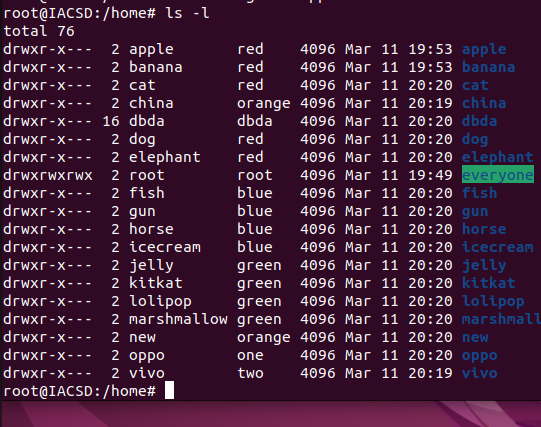 root@IACSD:/home# ls -l
total 76
drwxr-x---  2 apple       red    4096 Mar 11 19:53 apple
drwxr-x---  2 banana      red    4096 Mar 11 19:53 banana
drwxr-x---  2 cat         red    4096 Mar 11 20:20 cat
drwxr-x---  2 china       orange 4096 Mar 11 20:19 china
drwxr-x--- 16 dbda        dbda   4096 Mar 11 20:20 dbda
drwxr-x---  2 dog         red    4096 Mar 11 20:20 dog
drwxr-x---  2 elephant    red    4096 Mar 11 20:20 elephant
drwxrwxrwx  2 root        root   4096 Mar 11 19:49 everyone
drwxr-x---  2 fish        blue   4096 Mar 11 20:20 fish
drwxr-x---  2 gun         blue   4096 Mar 11 20:20 gun
drwxr-x---  2 horse       blue   4096 Mar 11 20:20 horse
drwxr-x---  2 icecream    blue   4096 Mar 11 20:20 icecream
drwxr-x---  2 jelly       green  4096 Mar 11 20:20 jelly
drwxr-x---  2 kitkat      green  4096 Mar 11 20:20 kitkat
drwxr-x---  2 lolipop     green  4096 Mar 11 20:20 lolipop
drwxr-x---  2 marshmallow green  4096 Mar 11 20:20 marshmall
drwxr-x---  2 new         orange 4096 Mar 11 20:20 new
drwxr-x---  2 oppo        one    4096 Mar 11 20:20 oppo
drwxr-x---  2 vivo        two    4096 Mar 11 20:19 vivo
root@IACSD:/home#